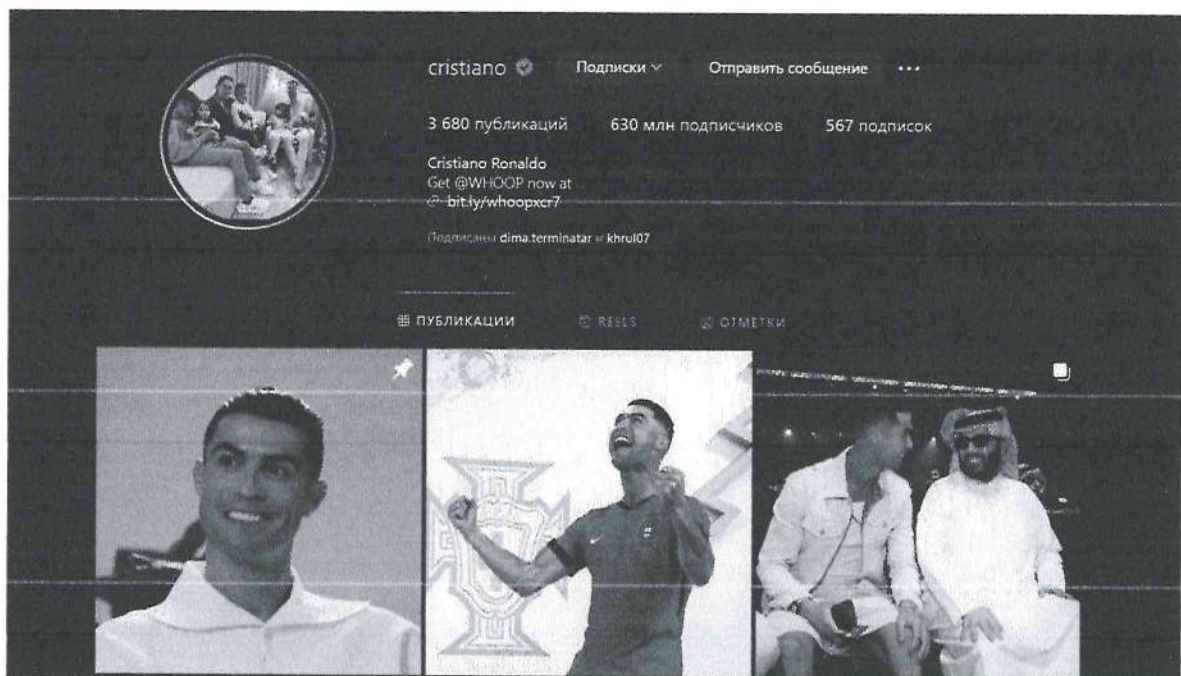 cristiano Подписки Отправить сообщение
3 680 публикаций 630 млн подписчиков 567 подписок
Cristiano Ronaldo
Get @WHOOP now at
bit.ly/whoopxcr7
Подписаны dima.terminatar и khrul07
ПУБЛИКАЦИИ REELS ОТМЕТКИ